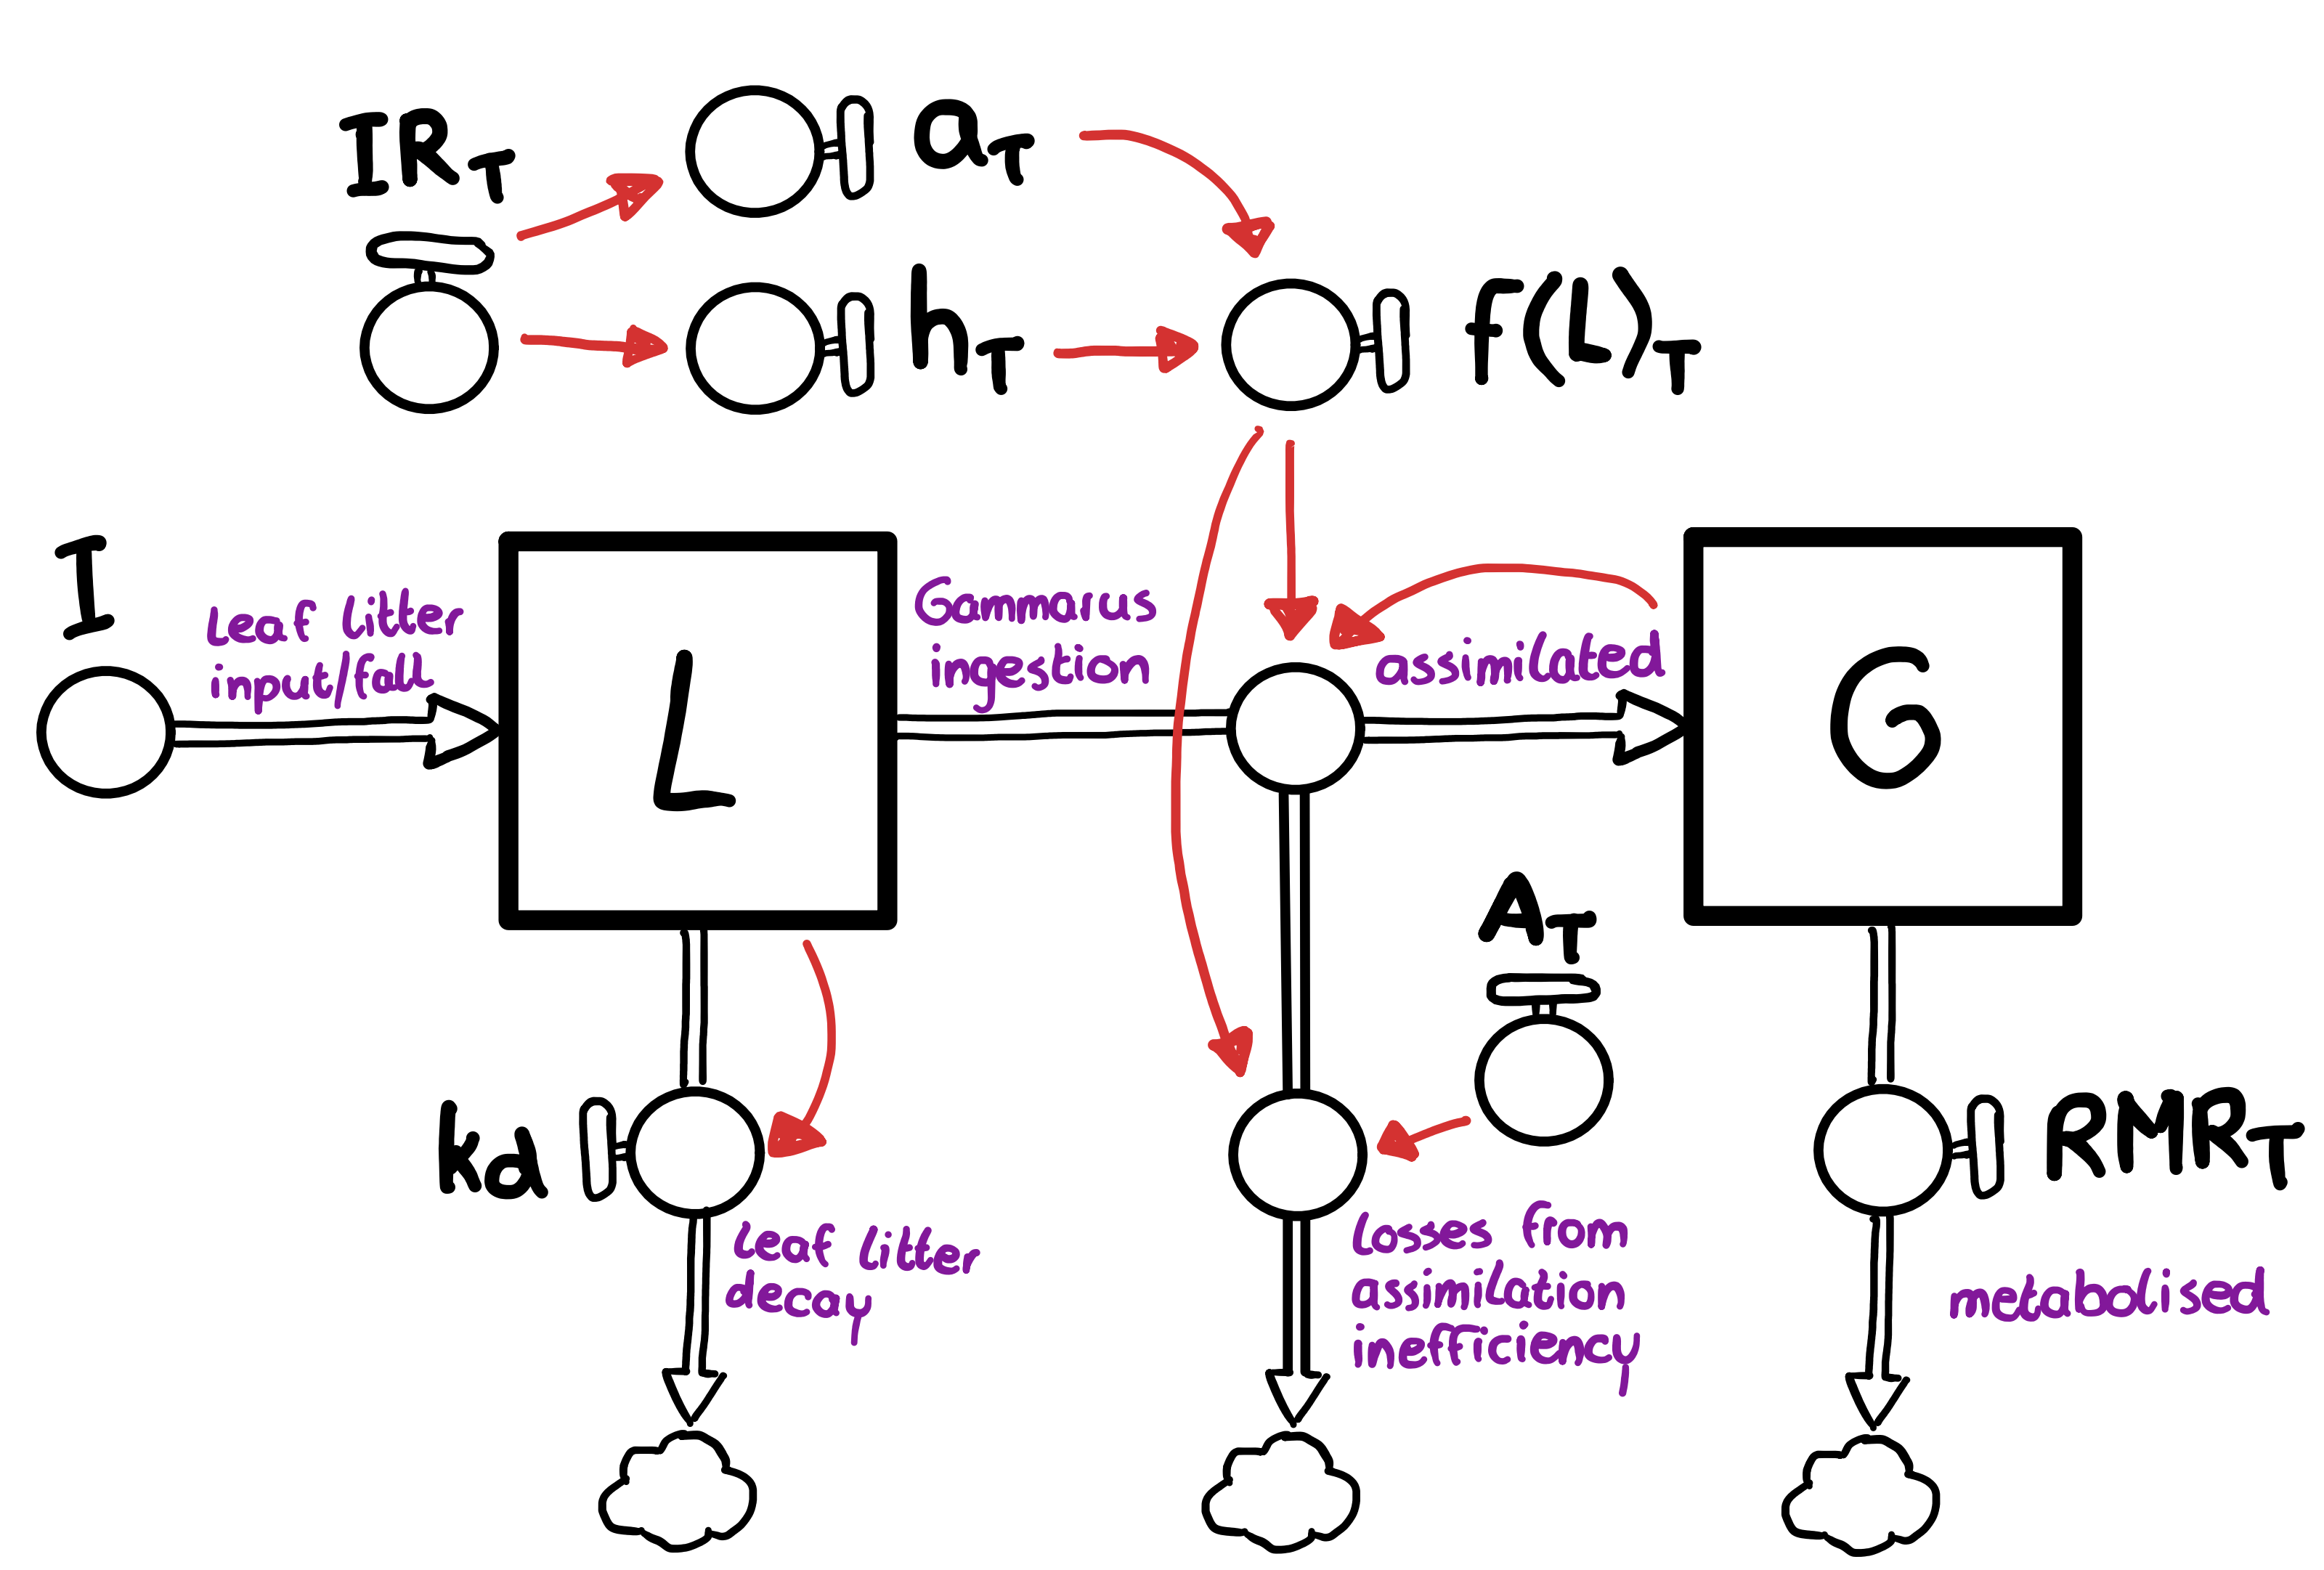 IR_T
a_T
h_T
f(L)_T
I
Leaf litter
input/fall
L
Gammarus
ingestion
assimilated
G
A_T
kd
RMR_T
Leaf litter
decay
losses from
assimilation
inefficiency
metabolised